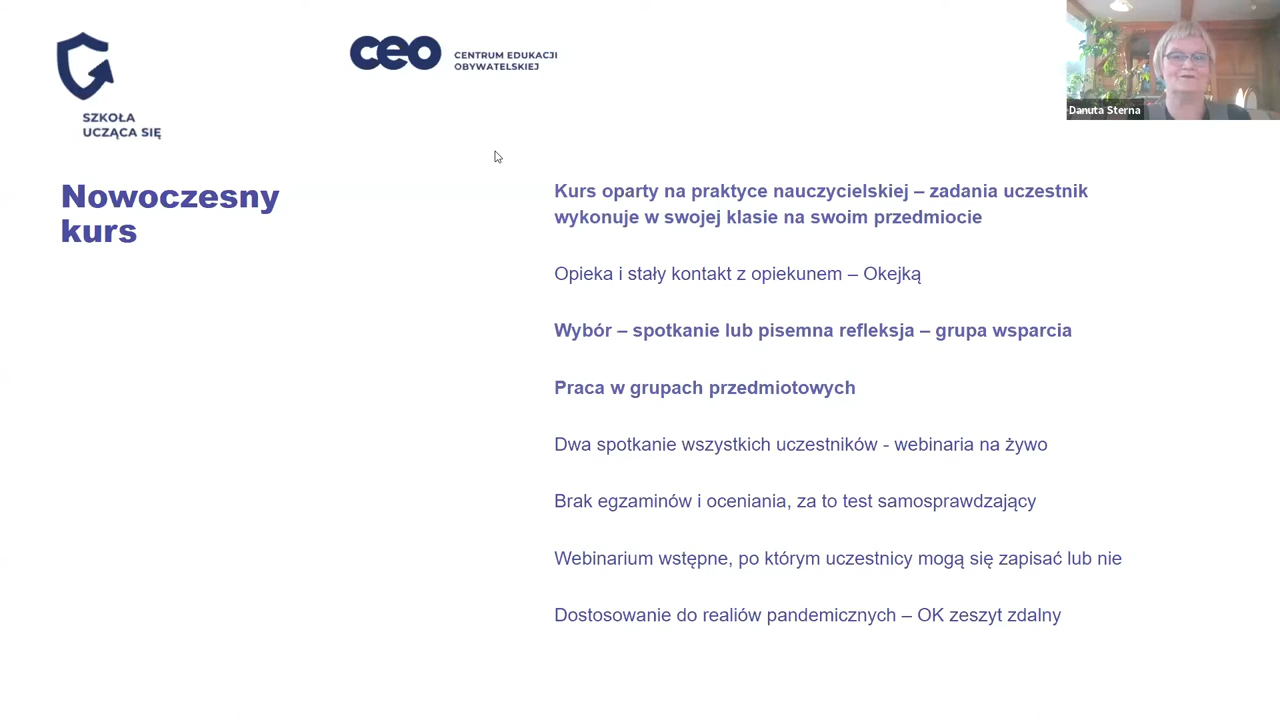 SZKOŁA
UCZĄCA SIĘ
ceo
CENTRUM EDUKACJI
OBYWATELSKIEJ
Danuta Sterna
Nowoczesny
kurs
Kurs oparty na praktyce nauczycielskiej – zadania uczestnik
wykonuje w swojej klasie na swoim przedmiocie
Opieka i stały kontakt z opiekunem – Okejką
Wybór – spotkanie lub pisemna refleksja – grupa wsparcia
Praca w grupach przedmiotowych
Dwa spotkanie wszystkich uczestników - webinaria na żywo
Brak egzaminów i oceniania, za to test samosprawdzający
Webinarium wstępne, po którym uczestnicy mogą się zapisać lub nie
Dostosowanie do realiów pandemicznych – OK zeszyt zdalny